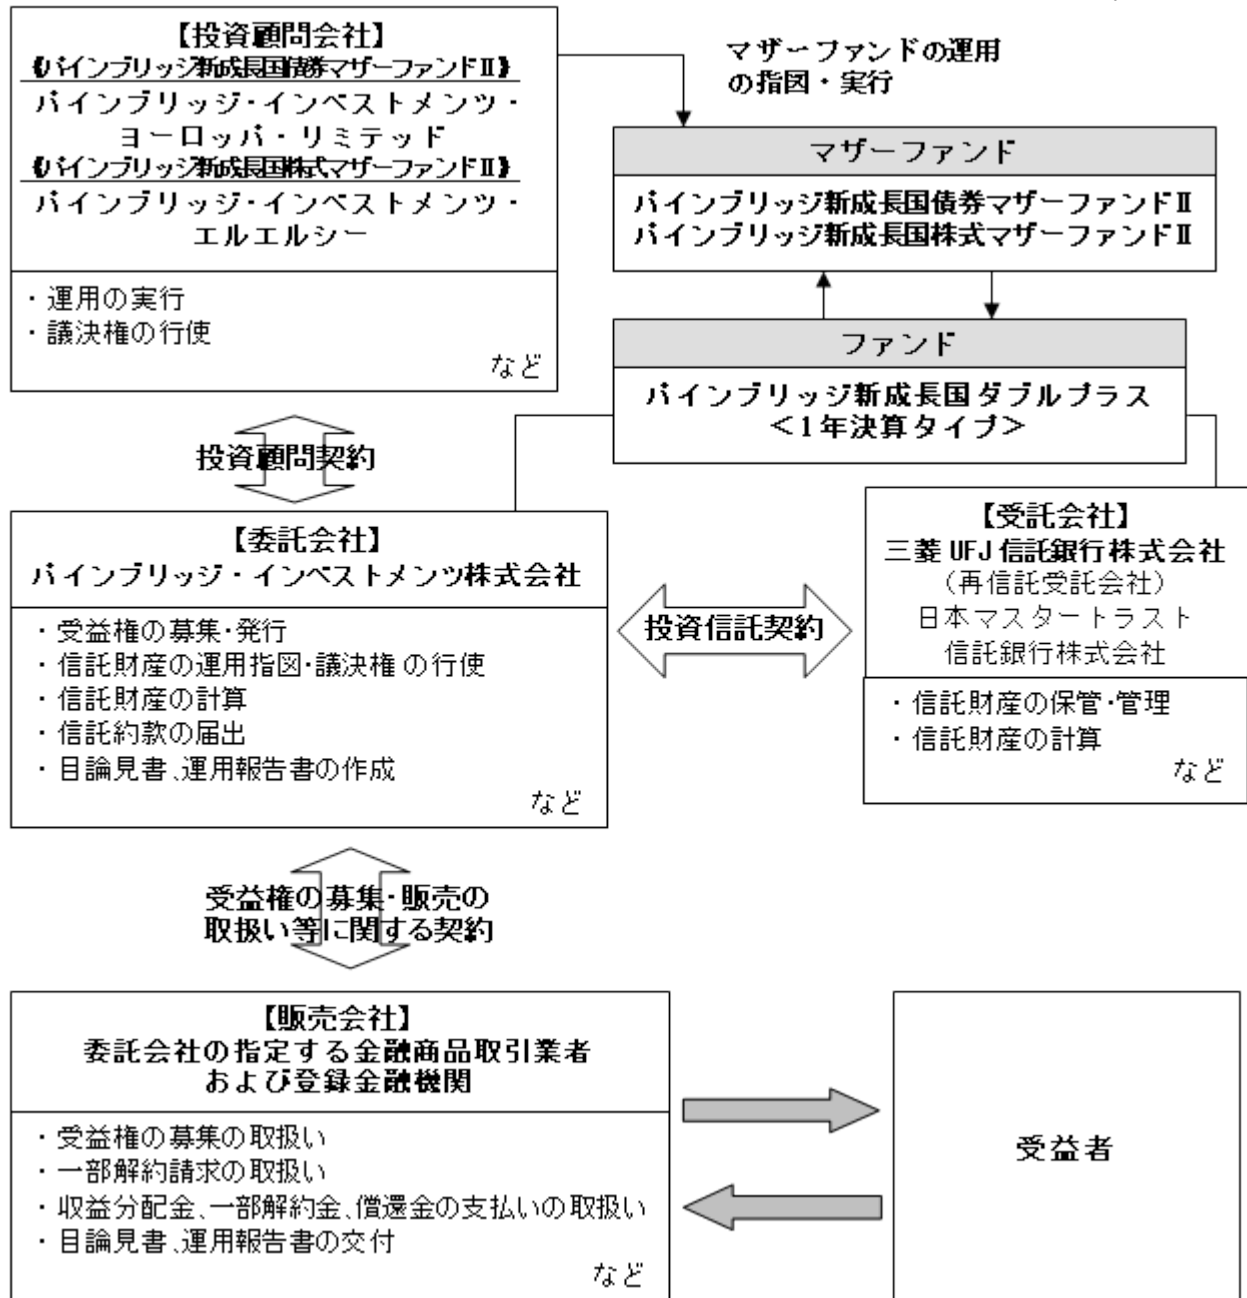 【投資顧問会社】
《パインブリッジ新成長国債券マザーファンドⅡ》
パインブリッジ・インベストメンツ・
ヨーロッパ・リミテッド
《パインブリッジ新成長国株式マザーファンドⅡ》
パインブリッジ・インベストメンツ・
エルエルシー
・運用の実行
・議決権の行使
など
マザーファンドの運用
の指図・実行
マザーファンド
パインブリッジ新成長国債券マザーファンドⅡ
パインブリッジ新成長国株式マザーファンドⅡ
ファンド
パインブリッジ新成長国ダブルプラス
＜1年決算タイプ＞
投資顧問契約
【委託会社】
パインブリッジ・インベストメンツ株式会社
・受益権の募集・発行
・信託財産の運用指図・議決権の行使
・信託財産の計算
・信託約款の届出
・目論見書、運用報告書の作成
など
投資信託契約
【受託会社】
三菱UFJ信託銀行株式会社
（再信託受託会社）
日本マスタートラスト
信託銀行株式会社
・信託財産の保管・管理
・信託財産の計算
など
受益権の募集・販売の
取扱い等に関する契約
【販売会社】
委託会社の指定する金融商品取引業者
および登録金融機関
・受益権の募集の取扱い
・一部解約請求の取扱い
・収益分配金、一部解約金、償還金の支払いの取扱い
・目論見書、運用報告書の交付
など
受益者